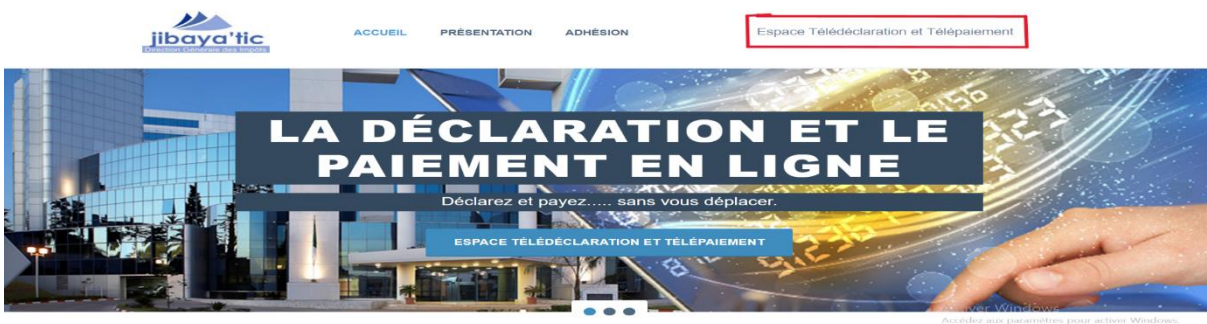 jibaya'tic
Direction Générale des Impôts
ACCUEIL PRÉSENTATION ADHÉSION Espace Télédéclaration et Télépaiement
LA DÉCLARATION ET LE
PAIEMENT EN LIGNE
Déclarez et payez..... sans vous déplacer.
ESPACE TÉLÉDÉCLARATION ET TÉLÉPAIEMENT
Activer Windows
Accédez aux paramètres pour activer Windows.